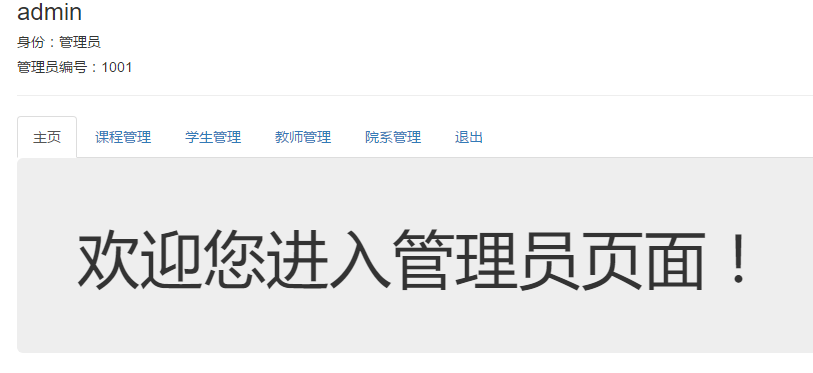 admin
身份：管理员
管理员编号：1001
主页 课程管理 学生管理 教师管理 院系管理 退出
欢迎您进入管理员页面！